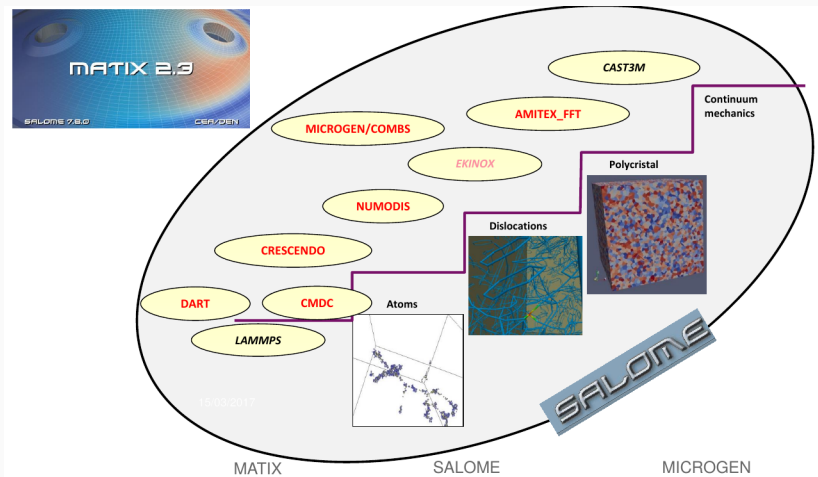 MATIX 2.3
SALOME 7.8.0
CEA/DEN
CAST3M
Continuum
mechanics
AMITEX_FFT
MICROGEN/COMBS
EKINOX
Polycristal
NUMODIS
Dislocations
CRESCENDO
DART
CMDC
Atoms
LAMMPS
SALOME
15/03/2017
MATIX
SALOME
MICROGEN